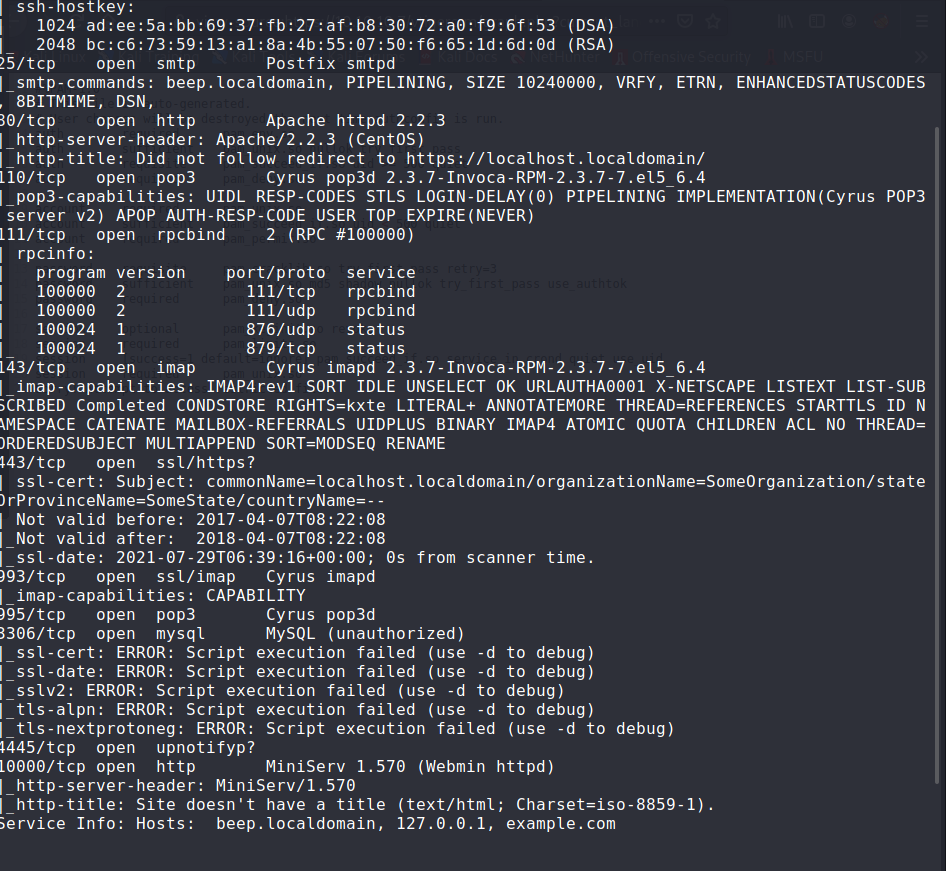 ssh-hostkey:
1024 ad:ee:5a:bb:69:37:fb:27:af:b8:30:72:a0:f9:6f:53 (DSA)
|_ 2048 bc:c6:73:59:13:a1:8a:4b:55:07:50:f6:65:1d:6d:0d (RSA)
25/tcp open smtp Postfix smtpd
|_smtp-commands: beep.localdomain, PIPELINING, SIZE 10240000, VRFY, ETRN, ENHANCEDSTATUSCODES
, 8BITMIME, DSN,
80/tcp open http Apache httpd 2.2.3
|_http-server-header: Apache/2.2.3 (CentOS)
|_http-title: Did not follow redirect to https://localhost.localdomain/
110/tcp open pop3 Cyrus pop3d 2.3.7-Invoca-RPM-2.3.7-7.el5_6.4
|_pop3-capabilities: UIDL RESP-CODES STLS LOGIN-DELAY(0) PIPELINING IMPLEMENTATION(Cyrus POP3
server v2) APOP AUTH-RESP-CODE USER TOP EXPIRE(NEVER)
111/tcp open rpcbind 2 (RPC #100000)
| rpcinfo:
| program version port/proto service
| 100000 2 111/tcp rpcbind
| 100000 2 111/udp rpcbind
| 100024 1 876/udp status
|_ 100024 1 879/tcp status
143/tcp open imap Cyrus imapd 2.3.7-Invoca-RPM-2.3.7-7.el5_6.4
|_imap-capabilities: IMAP4rev1 SORT IDLE UNSELECT OK URLAUTHA0001 X-NETSCAPE LISTEXT LIST-SUB
SCRIBED Completed CONDSTORE RIGHTS=kxte LITERAL+ ANNOTATEMORE THREAD=REFERENCES STARTTLS ID N
AMESPACE CATENATE MAILBOX-REFERRALS UIDPLUS BINARY IMAP4 ATOMIC QUOTA CHILDREN ACL NO THREAD=
ORDEREDSUBJECT MULTIAPPEND SORT=MODSEQ RENAME
443/tcp open ssl/https?
| ssl-cert: Subject: commonName=localhost.localdomain/organizationName=SomeOrganization/state
OrProvinceName=SomeState/countryName=--
| Not valid before: 2017-04-07T08:22:08
|_Not valid after: 2018-04-07T08:22:08
|_ssl-date: 2021-07-29T06:39:16+00:00; 0s from scanner time.
993/tcp open ssl/imap Cyrus imapd
|_imap-capabilities: CAPABILITY
995/tcp open pop3 Cyrus pop3d
3306/tcp open mysql MySQL (unauthorized)
|_ssl-cert: ERROR: Script execution failed (use -d to debug)
|_ssl-date: ERROR: Script execution failed (use -d to debug)
|_sslv2: ERROR: Script execution failed (use -d to debug)
|_tls-alpn: ERROR: Script execution failed (use -d to debug)
|_tls-nextprotoneg: ERROR: Script execution failed (use -d to debug)
4445/tcp open upnotifyp?
10000/tcp open http MiniServ 1.570 (Webmin httpd)
|_http-server-header: MiniServ/1.570
|_http-title: Site doesn't have a title (text/html; Charset=iso-8859-1).
Service Info: Hosts: beep.localdomain, 127.0.0.1, example.com